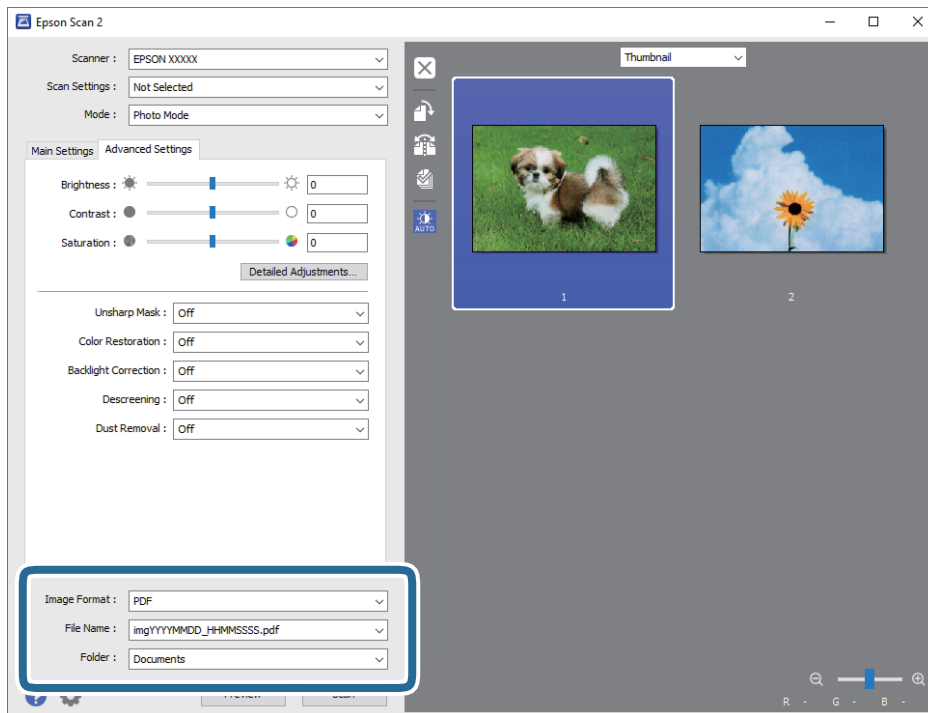 Epson Scan 2
Scanner : EPSON XXXXX
Scan Settings : Not Selected
Mode : Photo Mode
Main Settings Advanced Settings
Brightness : 0
Contrast : 0
Saturation : 0
Detailed Adjustments...
Unsharp Mask : Off
Color Restoration : Off
Backlight Correction : Off
Descreening : Off
Dust Removal : Off
Image Format : PDF
File Name : imgYYYYMMDD_HHMMSSSS.pdf
Folder : Documents
Thumbnail
AUTO
1 2
R - G - B -